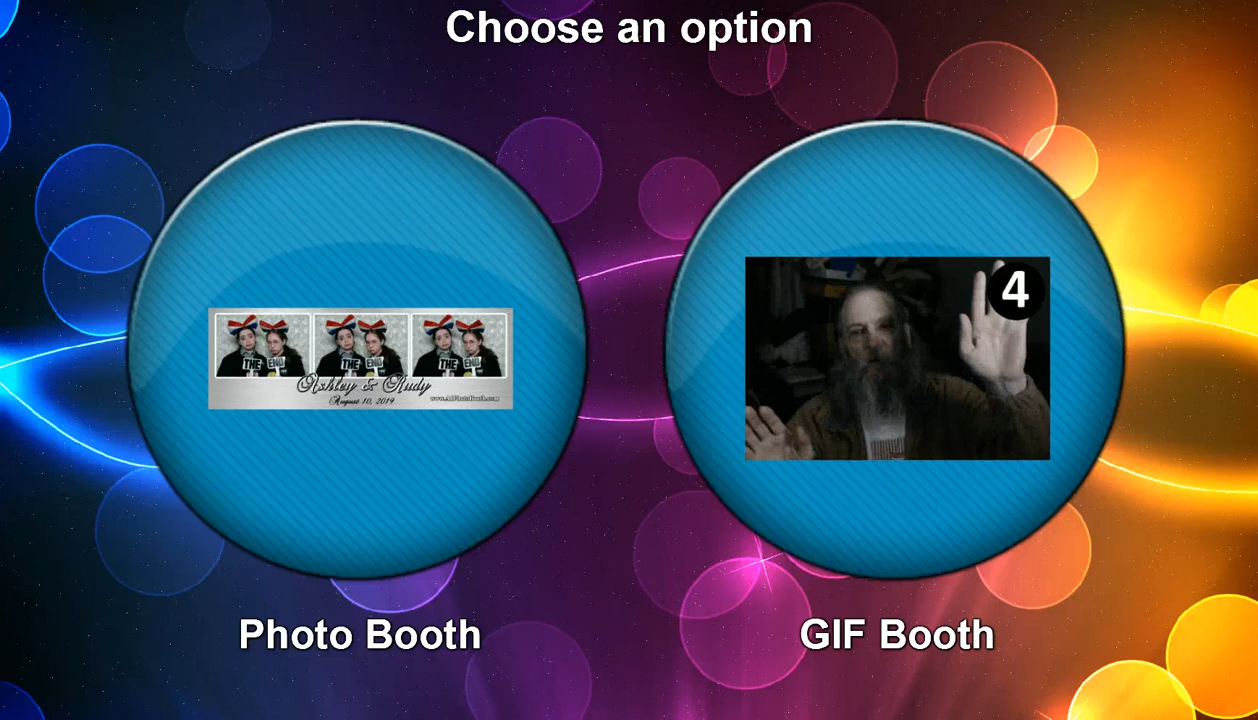 Choose an option
THE END THE END THE END
Ashley & Rudy
August 10, 2019
4
Photo Booth
GIF Booth